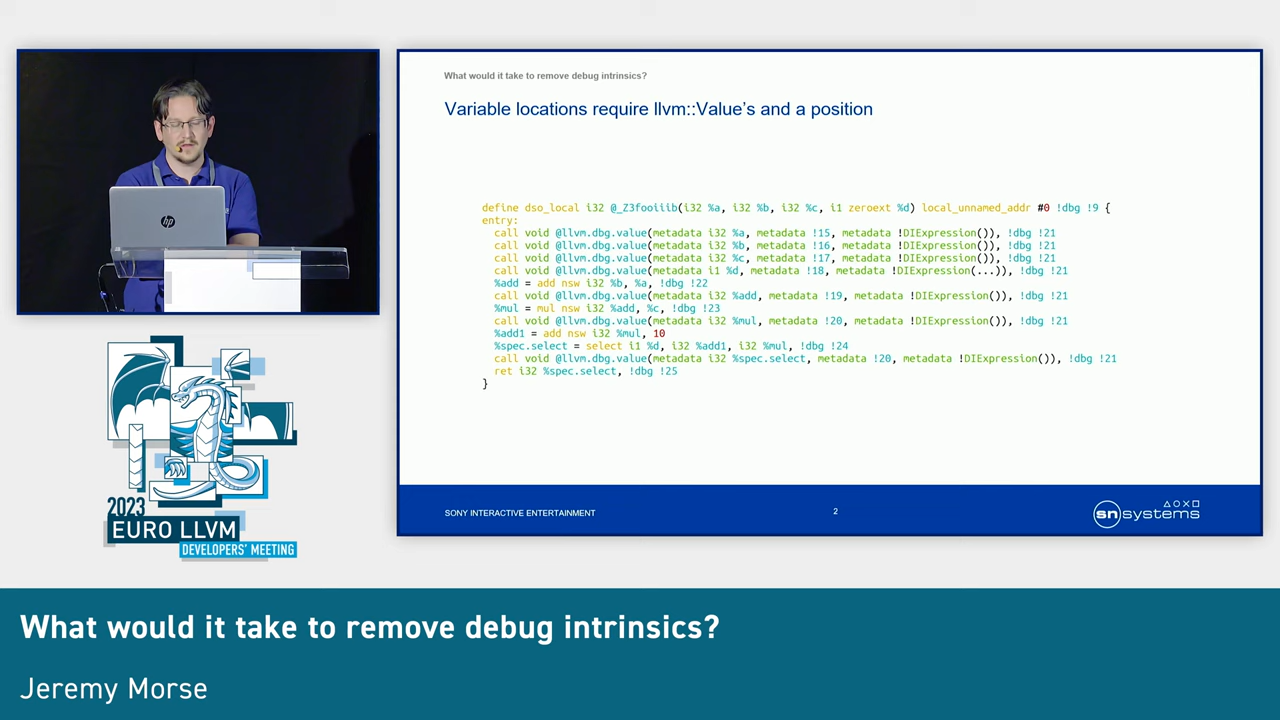 What would it take to remove debug intrinsics?
Variable locations require llvm::Value's and a position
define dso_local i32 @_Z3fooiiib(i32 %a, i32 %b, i32 %c, i1 zeroext %d) local_unnamed_addr #0 !dbg !9 {
entry:
call void @llvm.dbg.value(metadata i32 %a, metadata !15, metadata !DIExpression()), !dbg !21
call void @llvm.dbg.value(metadata i32 %b, metadata !16, metadata !DIExpression()), !dbg !21
call void @llvm.dbg.value(metadata i32 %c, metadata !17, metadata !DIExpression()), !dbg !21
call void @llvm.dbg.value(metadata i1 %d, metadata !18, metadata !DIExpression(...)), !dbg !21
%add = add nsw i32 %b, %a, !dbg !22
call void @llvm.dbg.value(metadata i32 %add, metadata !19, metadata !DIExpression()), !dbg !21
%mul = mul nsw i32 %add, %c, !dbg !23
call void @llvm.dbg.value(metadata i32 %mul, metadata !20, metadata !DIExpression()), !dbg !21
%add1 = add nsw i32 %mul, 10
%spec.select = select i1 %d, i32 %add1, i32 %mul, !dbg !24
call void @llvm.dbg.value(metadata i32 %spec.select, metadata !20, metadata !DIExpression()), !dbg !21
ret i32 %spec.select, !dbg !25
}
SONY INTERACTIVE ENTERTAINMENT
2
sn systems
hp
2023
EURO LLVM
DEVELOPERS' MEETING
What would it take to remove debug intrinsics?
Jeremy Morse